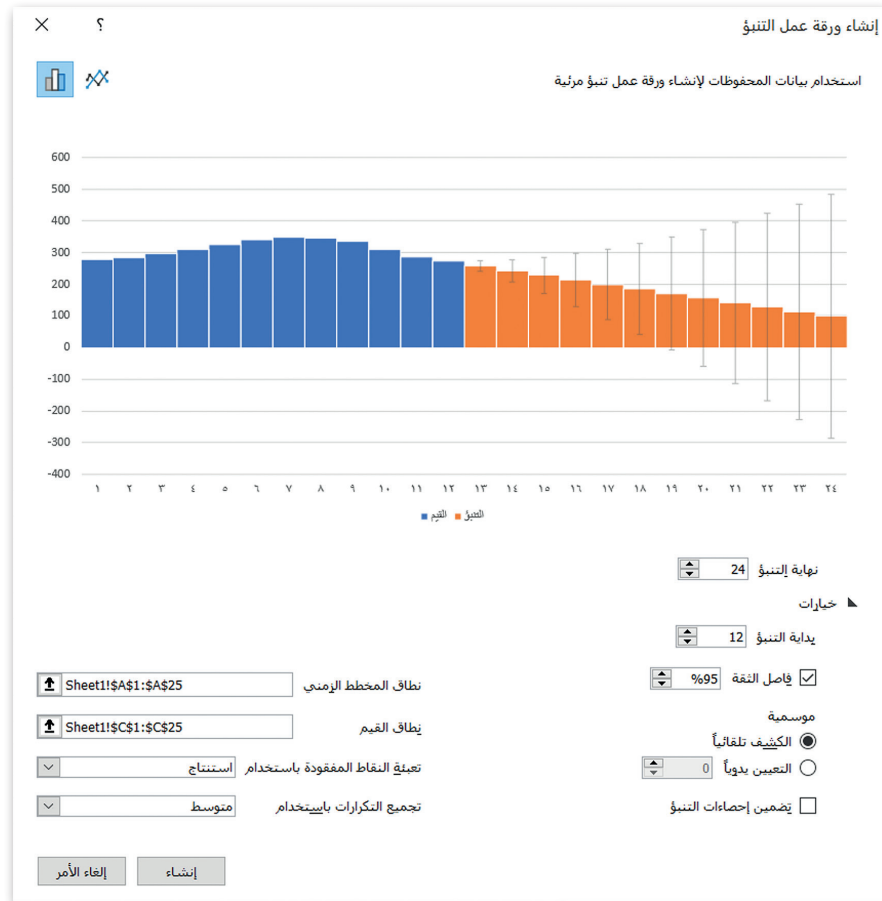 إنشاء ورقة عمل التنبؤ
؟
استخدام بيانات المحفوظات لإنشاء ورقة عمل تنبؤ مرئية
600
500
400
300
200
100
0
-100
-200
-300
-400
١ ٢ ٣ ٤ ٥ ٦ ٧ ٨ ٩ ١٠ ١١ ١٢ ١٣ ١٤ ١٥ ١٦ ١٧ ١٨ ١٩ ٢٠ ٢١ ٢٢ ٢٣ ٢٤
التنبؤ القيم
نهاية التنبؤ 24
خيارات
بداية التنبؤ 12
فاصل الثقة %95
موسمية
الكشف تلقائياً
التعيين يدوياً 0
تضمين إحصاءات التنبؤ
نطاق المخطط الزمني Sheet1!$A$1:$A$25
نطاق القيم Sheet1!$C$1:$C$25
تعبئة النقاط المفقودة باستخدام استنتاج
تجميع التكرارات باستخدام متوسط
إنشاء إلغاء الأمر